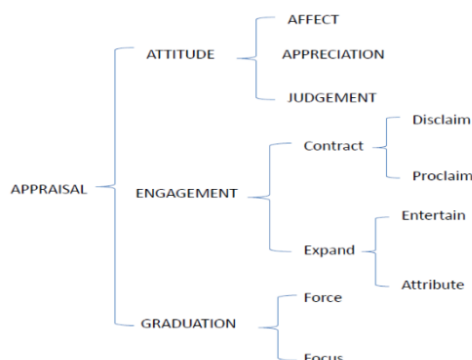 AFFECT
ATTITUDE
APPRECIATION
JUDGEMENT
Disclaim
Contract
Proclaim
APPRAISAL
ENGAGEMENT
Entertain
Expand
Attribute
Force
GRADUATION
Focus